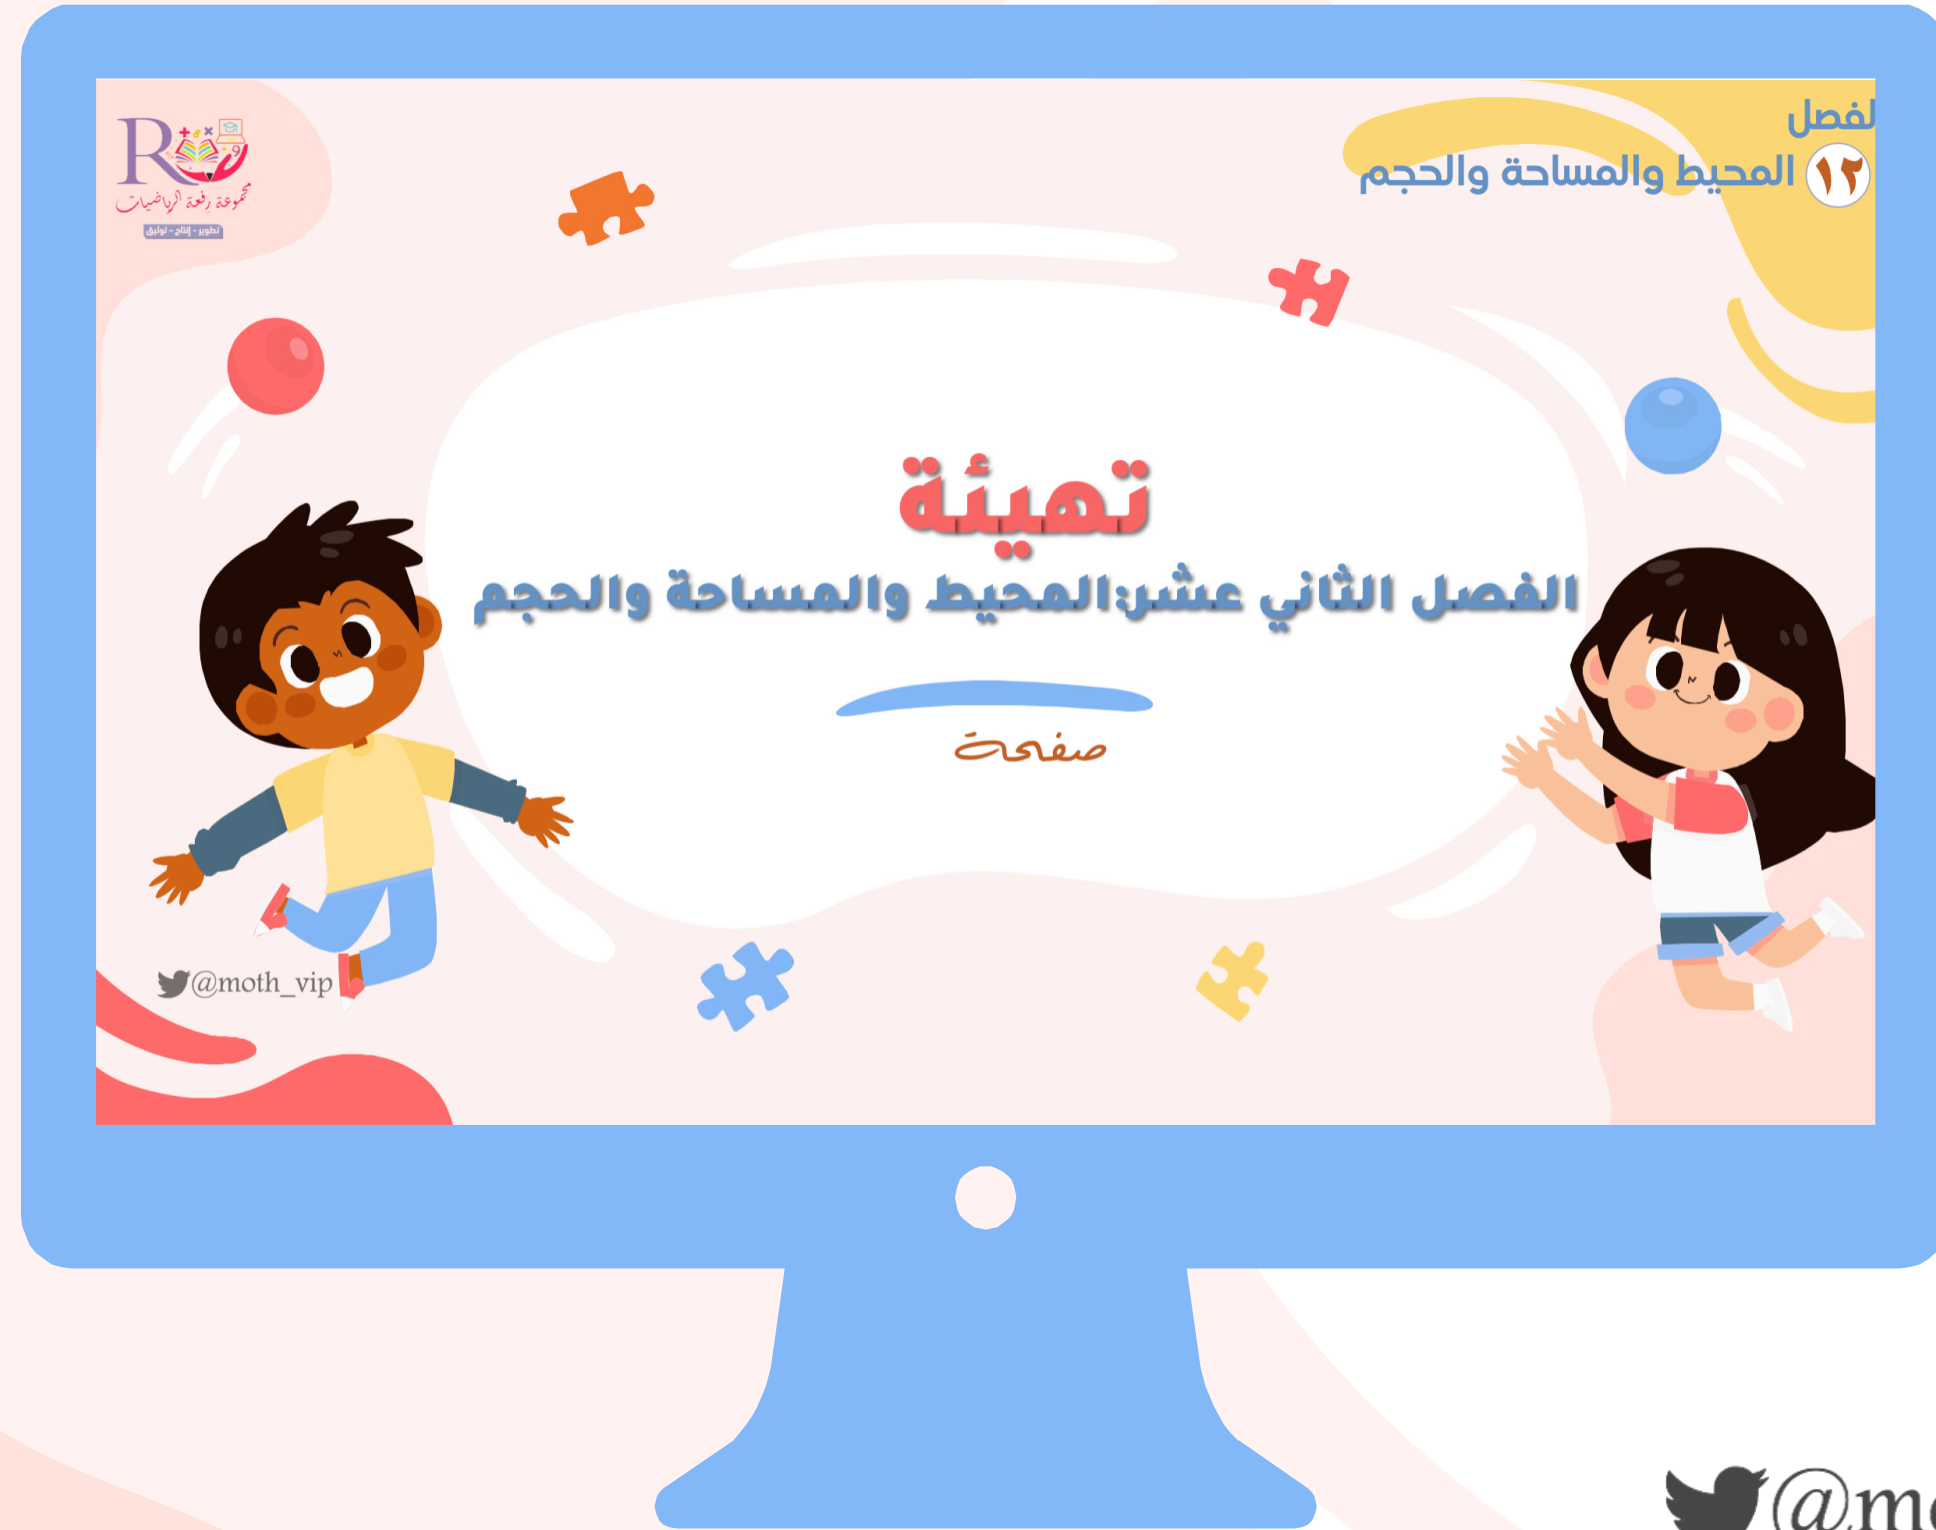 لفصل
١٢ المحيط والمساحة والحجم
R
مجموعة رفعة الرياضيات
تطوير - إنتاج - توثيق
تهيئة
الفصل الثاني عشر:المحيط والمساحة والحجم
صفحة
@moth_vip
@mo